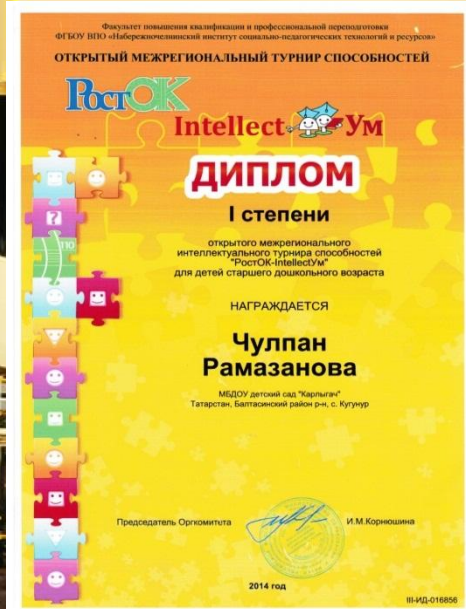 Факультет повышения квалификации и профессиональной переподготовки
ФГБОУ ВПО «Набережночелнинский институт социально-педагогических технологий и ресурсов»
ОТКРЫТЫЙ МЕЖРЕГИОНАЛЬНЫЙ ТУРНИР СПОСОБНОСТЕЙ
РостОК
Intellect Ум
ДИПЛОМ
I степени
открытого межрегионального
интеллектуального турнира способностей
"РостОК-IntellectУм"
для детей старшего дошкольного возраста
НАГРАЖДАЕТСЯ
Чулпан
Рамазанова
МБДОУ детский сад "Карлыгач"
Татарстан, Балтасинский район р-н, с. Кугунур
Председатель Оргкомитета
И.М.Корнюшина
2014 год
III-ИД-016856